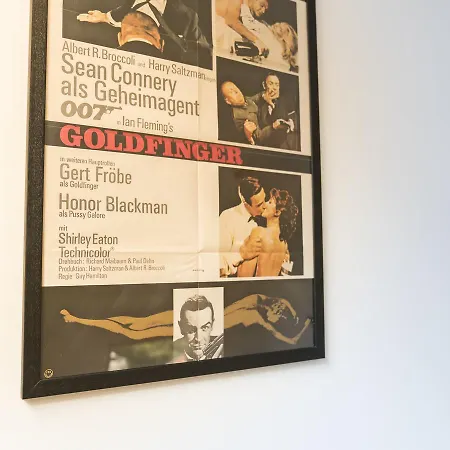 Albert R. Broccoli und Harry Saltzman
Sean Connery
als Geheimagent
007
in Ian Fleming's
GOLDFINGER
in weiteren Hauptrollen
Gert Fröbe
als Goldfinger
Honor Blackman
als Pussy Galore
mit
Shirley Eaton
Technicolor
Drehbuch: Richard Maibaum & Paul Dehn
Produktion: Harry Saltzman & Albert R. Broccoli
Regie: Guy Hamilton